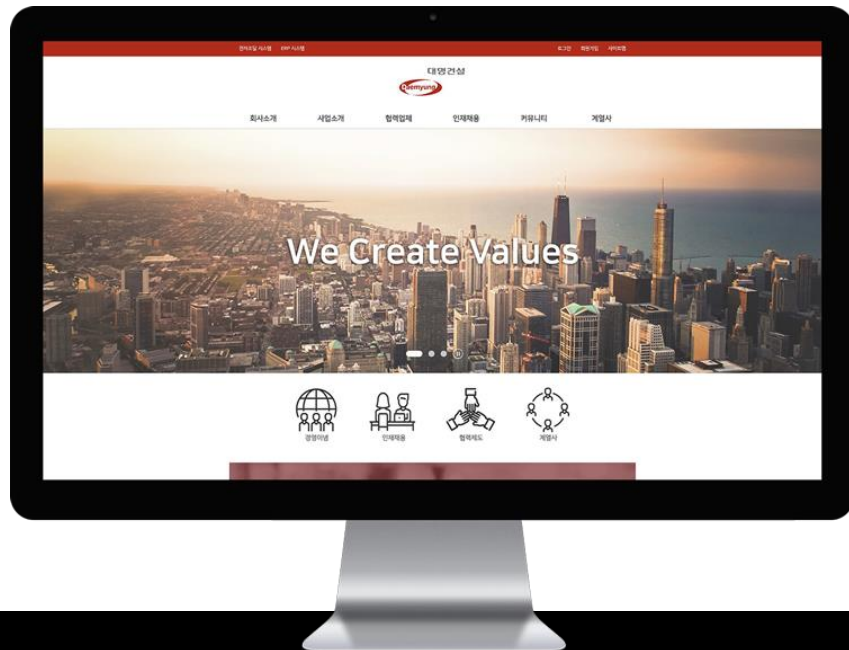 전자조달 시스템 ERP 시스템
로그인 회원가입 사이트맵
대명건설
Daemyung
회사소개 사업소개 협력업체 인재채용 커뮤니티 계열사
We Create Values
경영이념 인재채용 협력제도 계열사